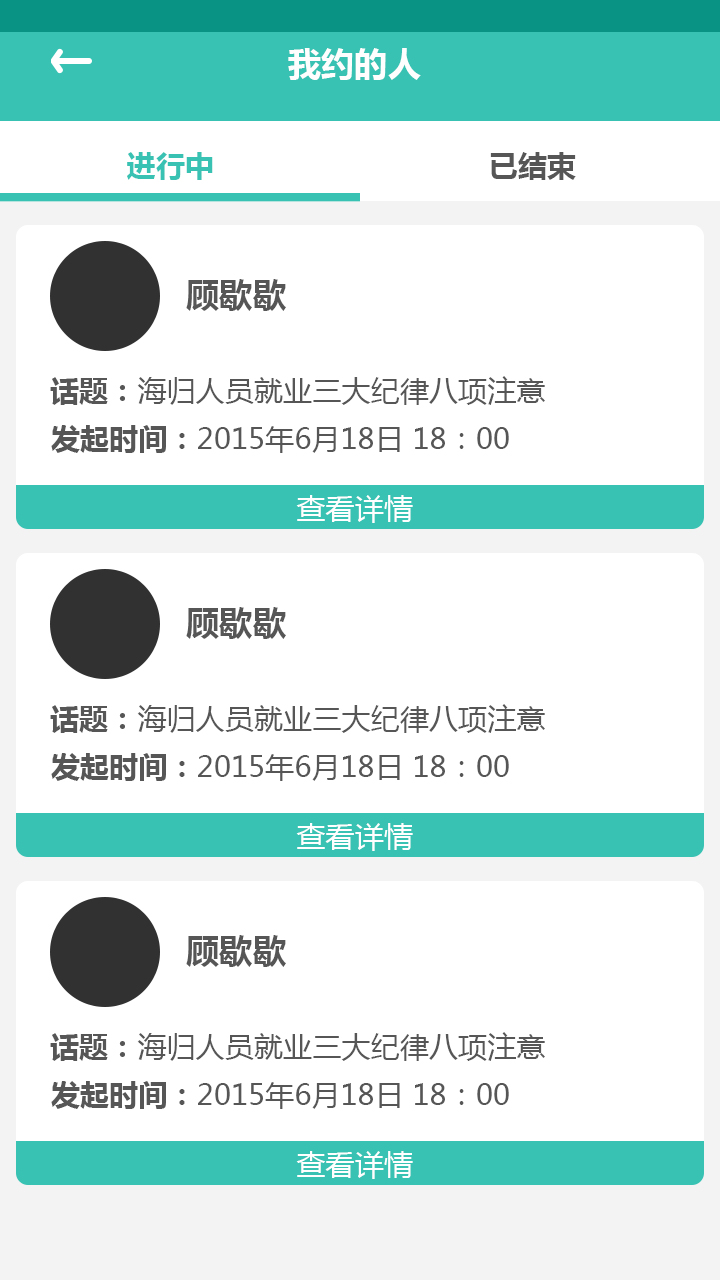 我约的人
进行中
已结束
顾歇歇
话题：海归人员就业三大纪律八项注意
发起时间：2015年6月18日 18：00
查看详情
顾歇歇
话题：海归人员就业三大纪律八项注意
发起时间：2015年6月18日 18：00
查看详情
顾歇歇
话题：海归人员就业三大纪律八项注意
发起时间：2015年6月18日 18：00
查看详情